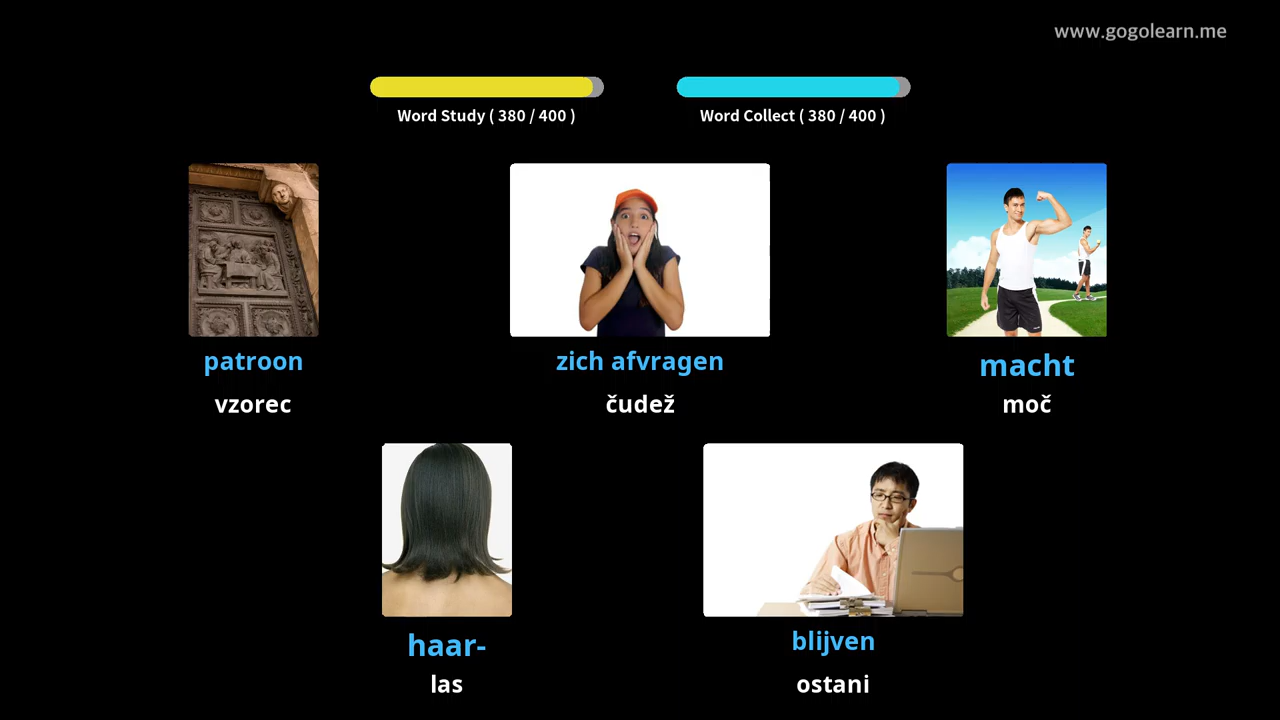 www.gogolearn.me
Word Study ( 380 / 400 )
Word Collect ( 380 / 400 )
patroon
vzorec
zich afvragen
čudež
macht
moč
haar-
las
blijven
ostani